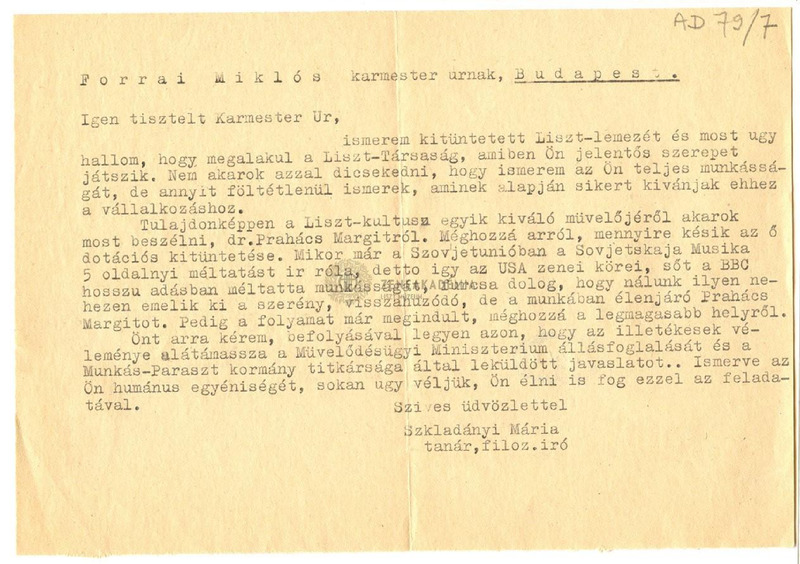 AD 79/7
Forrai Miklós karmester urnak, Budapest.
Igen tisztelt Karmester Ur,
ismerem kitüntetett Liszt-lemezét és most ugy
hallom, hogy megalakul a Liszt-Társaság, amiben Ön jelentős szerepet
játszik. Nem akarok azzal dicsekedni, hogy ismerem az Ön teljes munkássá-
gát, de annyit föltétlenül ismerek, aminek alapján sikert kivánjak ehhez
a vállalkozáshoz.
Tulajdonképpen a Liszt-kultusz egyik kiváló müvelőjéről akarok
most beszélni, dr.Prahács Margitról. Méghozzá arról, mennyire késik az ő
dotációs kitüntetése. Mikor már a Szovjetunióban a Sovjetskaja Musika
5 oldalnyi méltatást ir róla, detto igy az USA zenei körei, sőt a BBC
hosszu adásban méltatta munkásságát, furcsa dolog, hogy nálunk ilyen ne-
hezen emelik ki a szerény, visszahúzódó, de a munkában élenjáró Prahács
Margitot. Pedig a folyamat már megindult, méghozzá a legmagasabb helyről.
Önt arra kérem, befolyásával legyen azon, hogy az illetékesek vé-
leménye alátámassza a Müvelődésügyi Miniszterium állásfoglalását és a
Munkás-Paraszt kormány titkársága által leküldött javaslatot.. Ismerve az
Ön humánus egyéniségét, sokan ugy véljük, Ön élni is fog ezzel az felada-
tával.
Szives üdvözlettel
Szkladányi Mária
tanár,filoz.iró